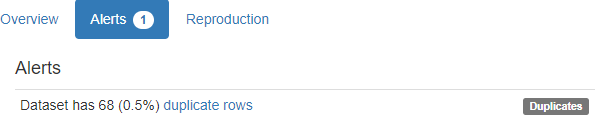 Overview Alerts 1 Reproduction
Alerts
Dataset has 68 (0.5%) duplicate rows Duplicates